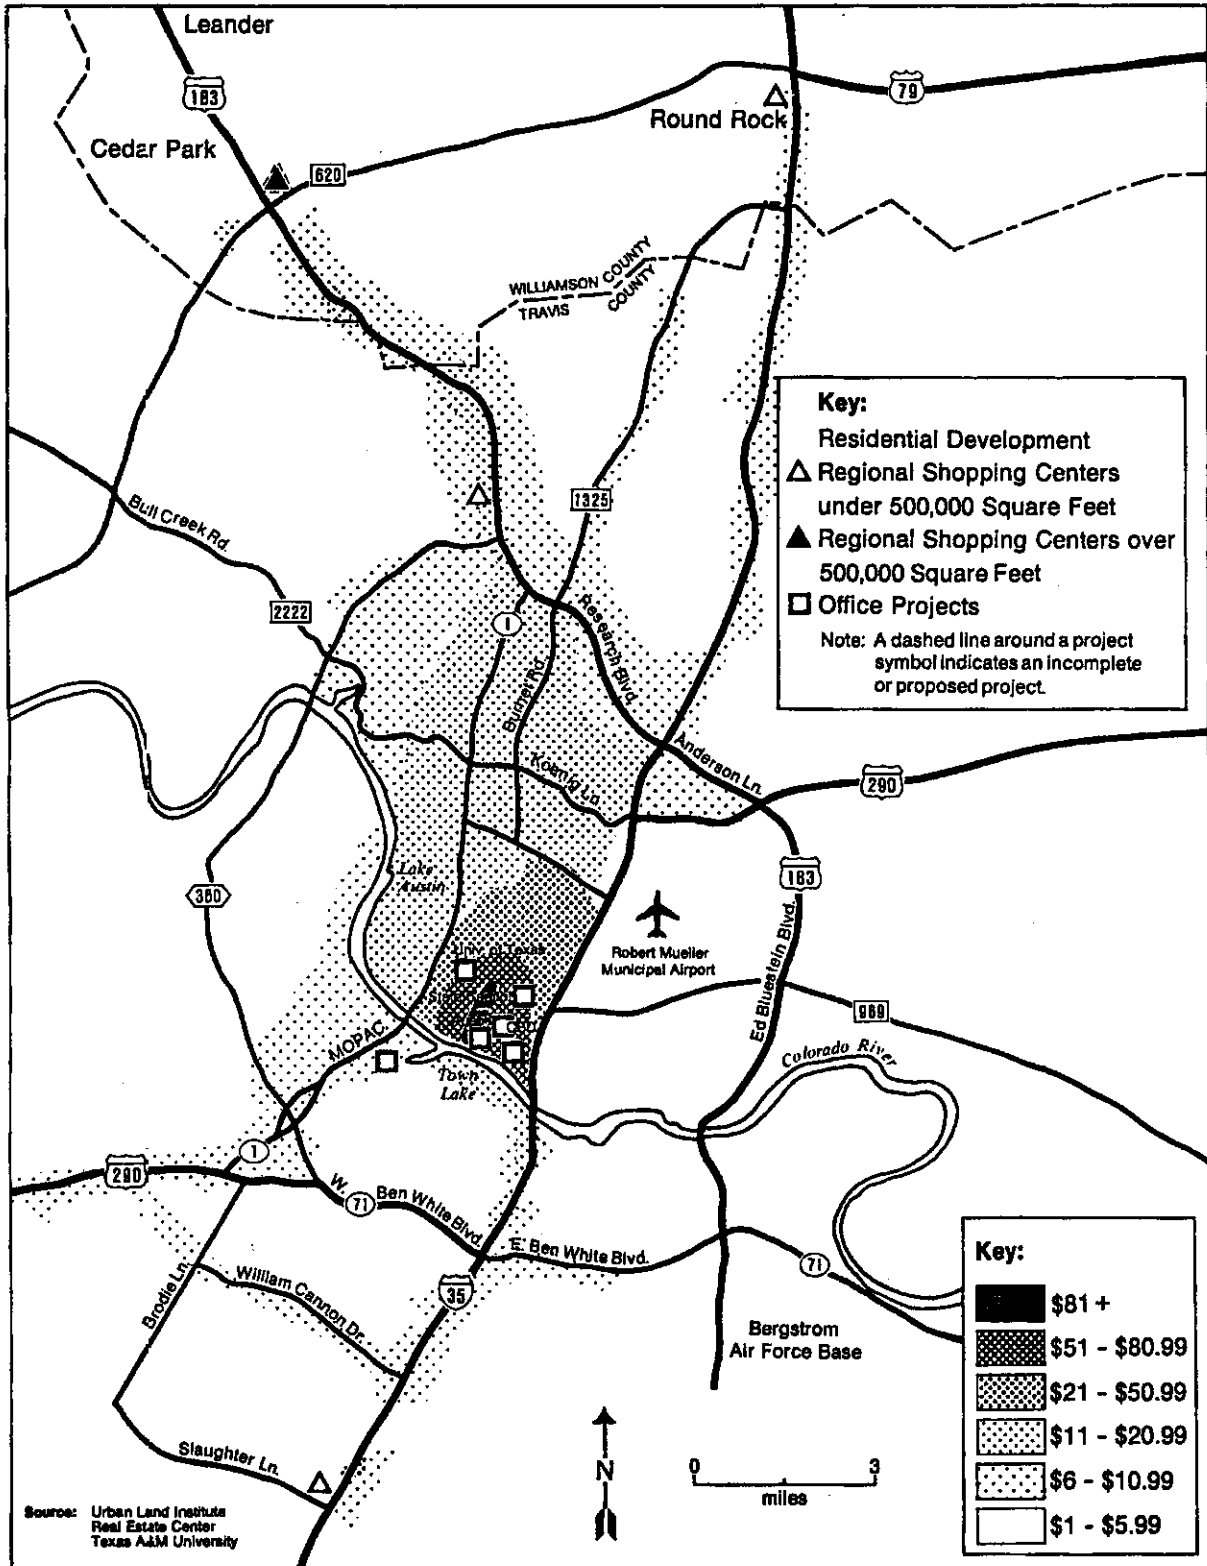 Leander
183
79
Round Rock
Cedar Park
620
WILLIAMSON COUNTY
TRAVIS COUNTY
Key:
Residential Development
△ Regional Shopping Centers
under 500,000 Square Feet
▲ Regional Shopping Centers over
500,000 Square Feet
□ Office Projects
Note: A dashed line around a project
symbol indicates an incomplete
or proposed project.
Bull Creek Rd.
1325
2222
1
Research Blvd.
Burnet Rd.
Anderson Ln.
Koenig Ln.
290
183
Lake
Austin
360
Univ. of Texas
Robert Mueller
Municipal Airport
Ed Bluestein Blvd.
969
MOPAC
Town
Lake
Colorado River
1
290
W. Ben White Blvd.
71
E. Ben White Blvd.
71
Brodie Ln.
William Cannon Dr.
35
Bergstrom
Air Force Base
Slaughter Ln.
N
0 3
miles
Key:
$81 +
$51 - $80.99
$21 - $50.99
$11 - $20.99
$6 - $10.99
$1 - $5.99
Source: Urban Land Institute
Real Estate Center
Texas A&M University